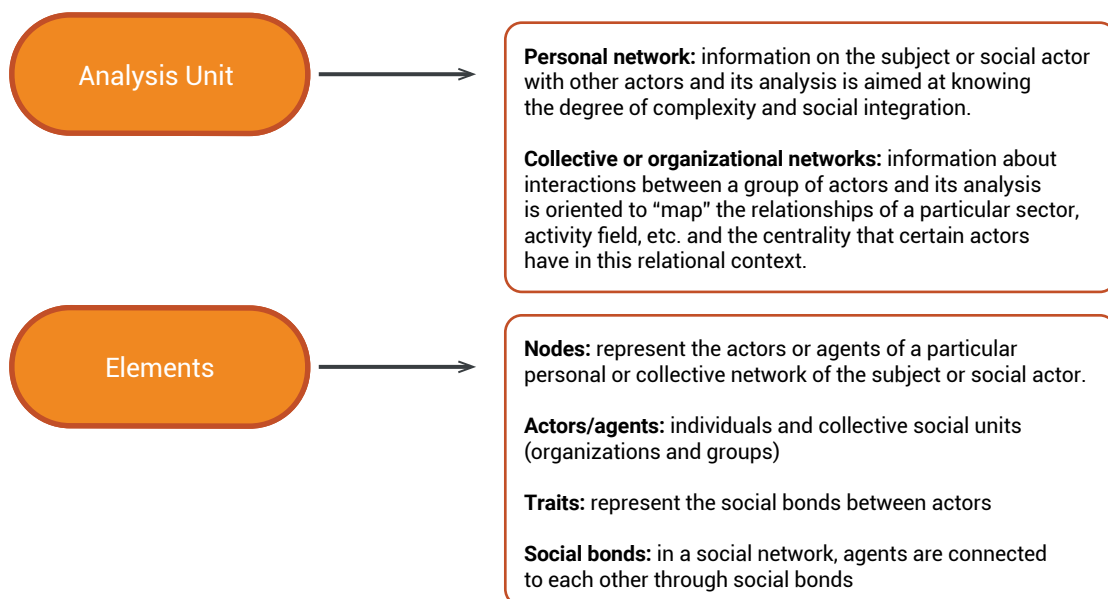 Analysis Unit
Personal network: information on the subject or social actor
with other actors and its analysis is aimed at knowing
the degree of complexity and social integration.
Collective or organizational networks: information about
interactions between a group of actors and its analysis
is oriented to “map” the relationships of a particular sector,
activity field, etc. and the centrality that certain actors
have in this relational context.
Elements
Nodes: represent the actors or agents of a particular
personal or collective network of the subject or social actor.
Actors/agents: individuals and collective social units
(organizations and groups)
Traits: represent the social bonds between actors
Social bonds: in a social network, agents are connected
to each other through social bonds